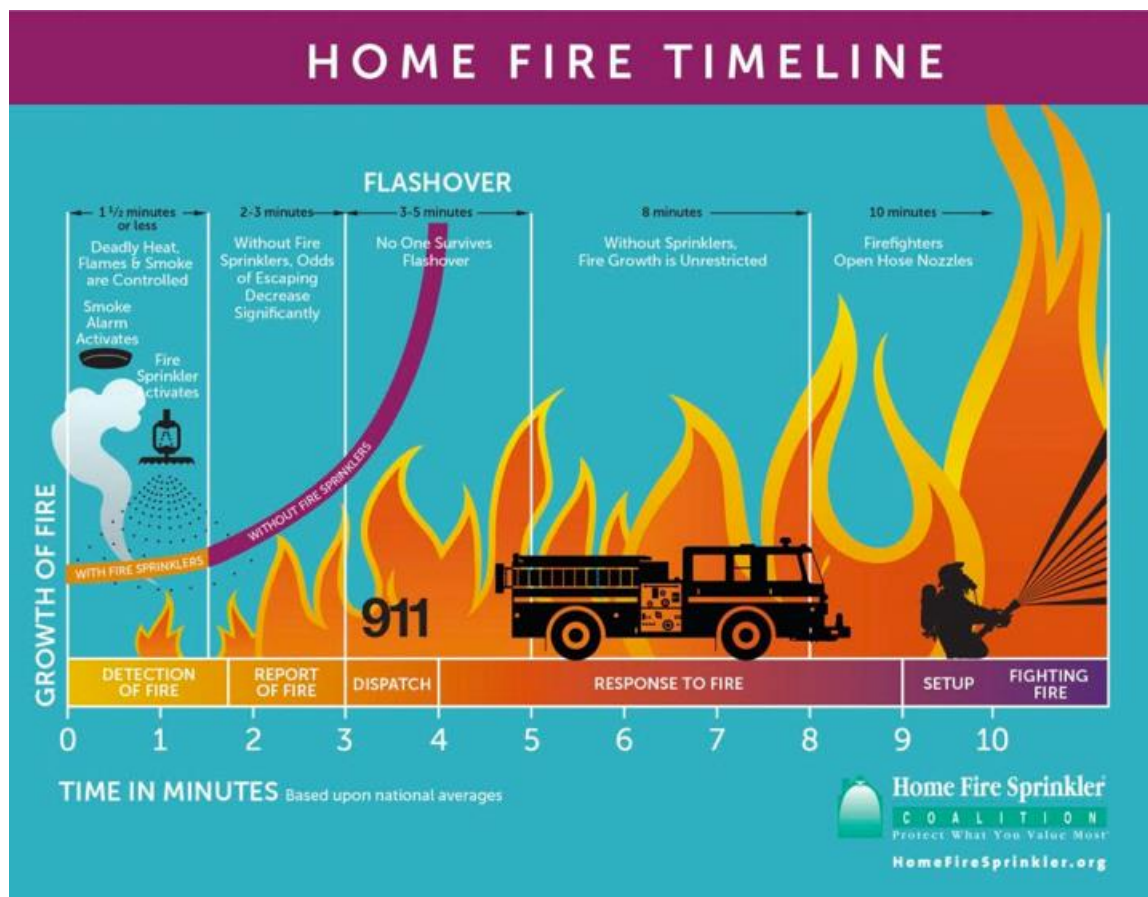 HOME FIRE TIMELINE
FLASHOVER
1 ½ minutes
or less
Deadly Heat,
Flames & Smoke
are Controlled
Smoke
Alarm
Activates
Fire
Sprinkler
Activates
2-3 minutes
Without Fire
Sprinklers, Odds
of Escaping
Decrease
Significantly
3-5 minutes
No One Survives
Flashover
8 minutes
Without Sprinklers,
Fire Growth is Unrestricted
10 minutes
Firefighters
Open Hose Nozzles
WITH FIRE SPRINKLERS
WITHOUT FIRE SPRINKLERS
911
GROWTH OF FIRE
DETECTION
OF FIRE
REPORT
OF FIRE
DISPATCH
RESPONSE TO FIRE
SETUP
FIGHTING
FIRE
0 1 2 3 4 5 6 7 8 9 10
TIME IN MINUTES Based upon national averages
Home Fire Sprinkler
COALITION
Protect What You Value Most
HomeFireSprinkler.org